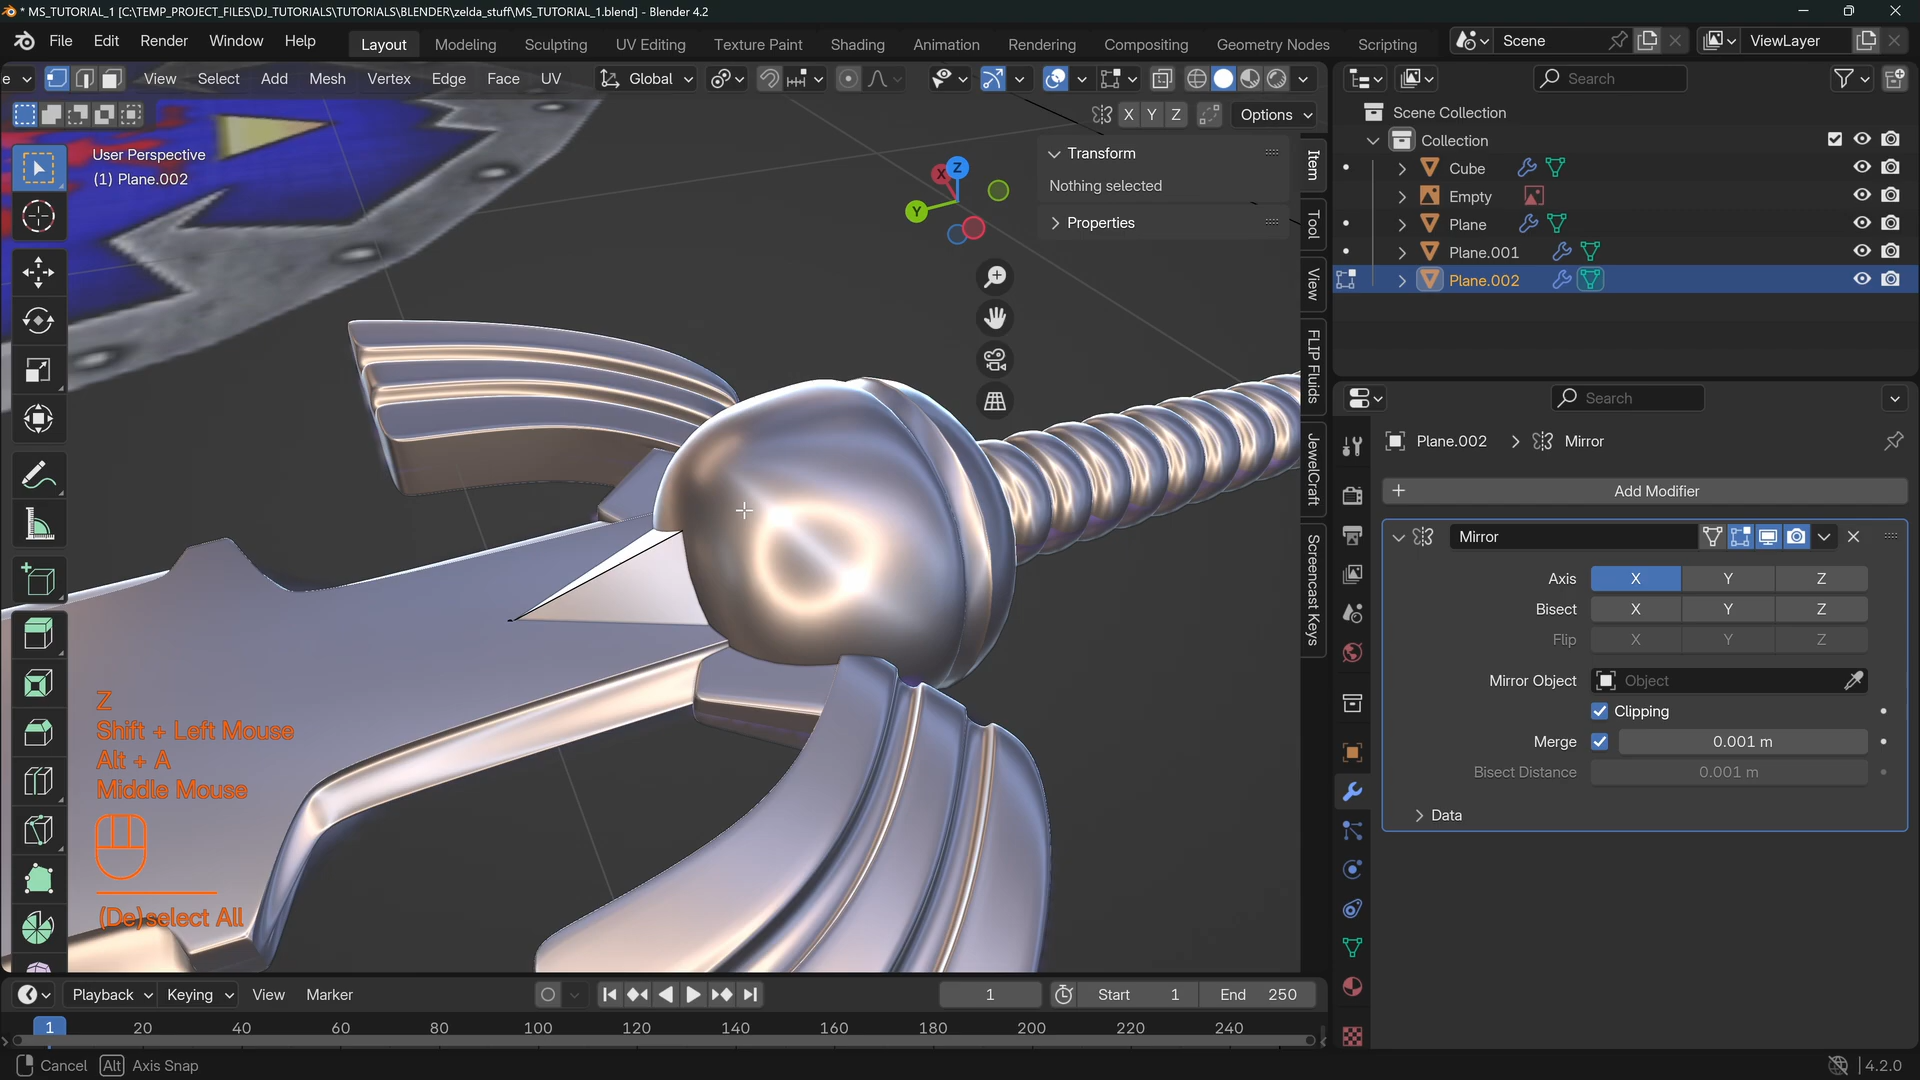 * MS_TUTORIAL_1 [C:\TEMP_PROJECT_FILES\DJ_TUTORIALS\TUTORIALS\BLENDER\zelda_stuff\MS_TUTORIAL_1.blend] - Blender 4.2
File Edit Render Window Help Layout Modeling Sculpting UV Editing Texture Paint Shading Animation Rendering Compositing Geometry Nodes Scripting Scene ViewLayer
e View Select Add Mesh Vertex Edge Face UV Global Search
X Y Z Options
User Perspective
(1) Plane.002
Transform
Nothing selected
Properties
Item
Tool
View
FLIP Fluids
JewelCraft
Screencast Keys
Z
X
Y
Z
Shift + Left Mouse
Alt + A
Middle Mouse
(De)select All
Scene Collection
Collection
Cube
Empty
Plane
Plane.001
Plane.002
Search
Plane.002 > Mirror
+ Add Modifier
Mirror
Axis X Y Z
Bisect X Y Z
Flip X Y Z
Mirror Object Object
Clipping
Merge 0.001 m
Bisect Distance 0.001 m
Data
Playback Keying View Marker 1 Start 1 End 250
1 20 40 60 80 100 120 140 160 180 200 220 240
Cancel Alt Axis Snap 4.2.0